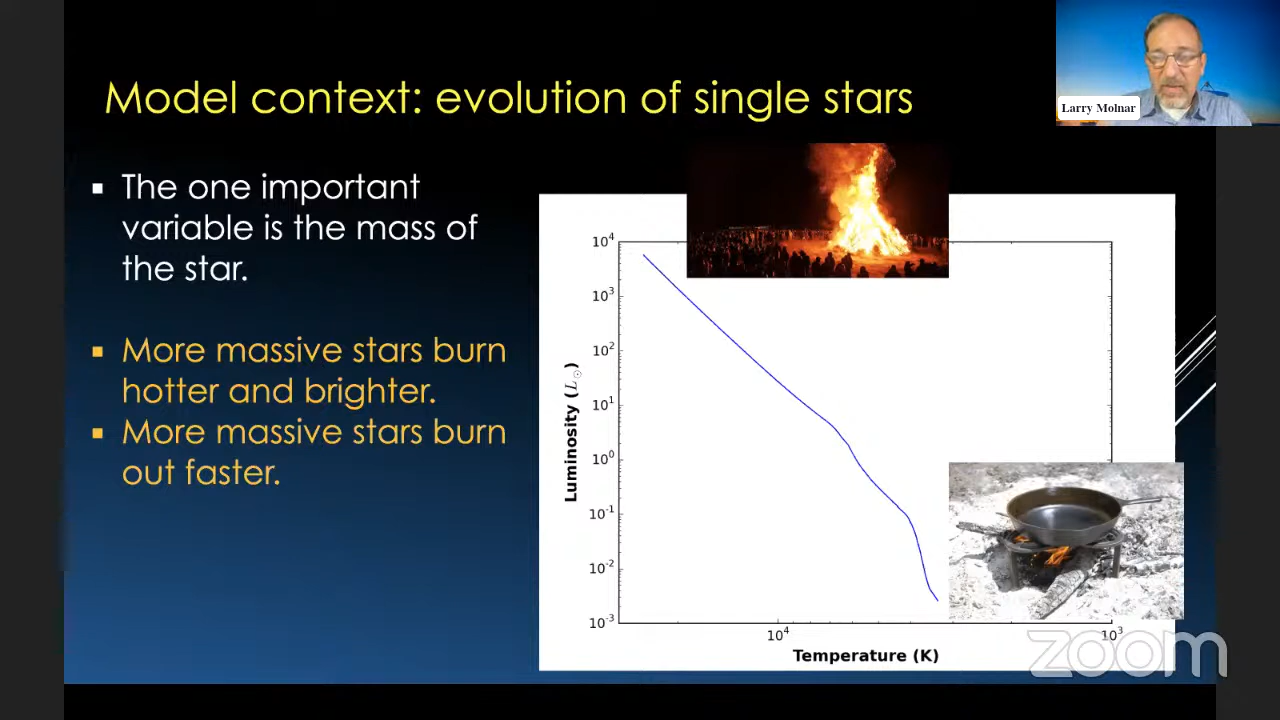 Model context: evolution of single stars
Larry Molnar
▪ The one important
variable is the mass of
the star.
▪ More massive stars burn
hotter and brighter.
▪ More massive stars burn
out faster.
10⁴
10³
10²
10¹
10⁰
10⁻¹
10⁻²
10⁻³
Luminosity (L☉)
10⁴
10³
Temperature (K)
zoom